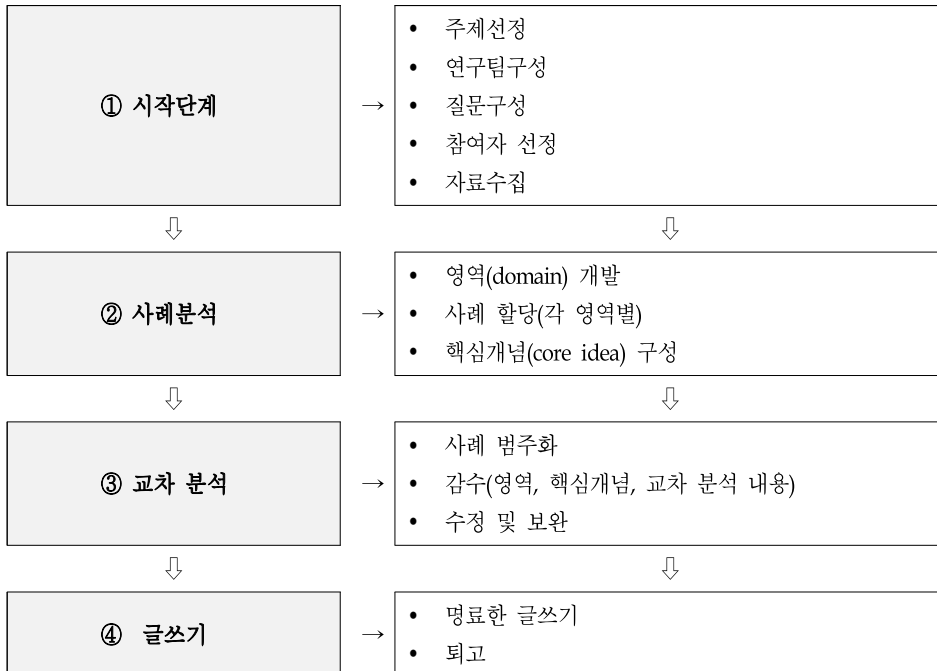 ① 시작단계
→
• 주제선정
• 연구팀구성
• 질문구성
• 참여자 선정
• 자료수집
⇩ ⇩
② 사례분석
→
• 영역(domain) 개발
• 사례 할당(각 영역별)
• 핵심개념(core idea) 구성
⇩ ⇩
③ 교차 분석
→
• 사례 범주화
• 감수(영역, 핵심개념, 교차 분석 내용)
• 수정 및 보완
⇩ ⇩
④ 글쓰기
→
• 명료한 글쓰기
• 퇴고